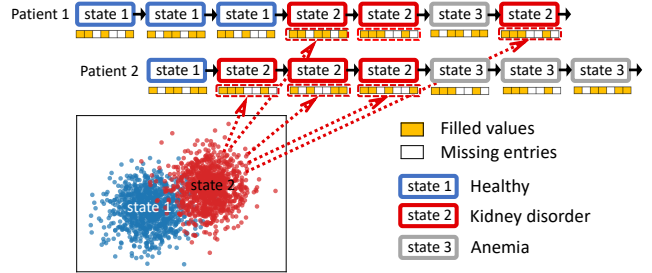 Patient 1 state 1 state 1 state 1 state 2 state 2 state 3 state 2
Patient 2 state 1 state 2 state 2 state 2 state 3 state 3 state 3
Filled values
Missing entries
state 2
state 1
state 1 Healthy
state 2 Kidney disorder
state 3 Anemia